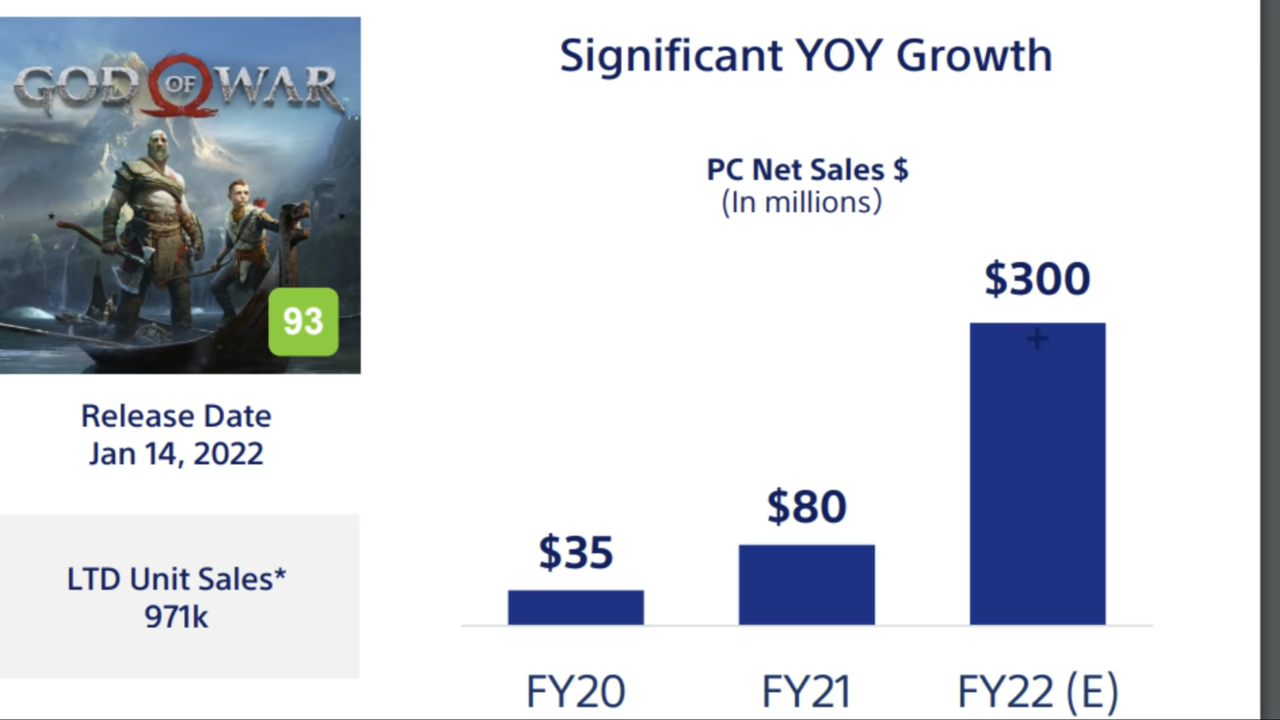 GOD OF WAR
93
Release Date
Jan 14, 2022
LTD Unit Sales*
971k
Significant YOY Growth
PC Net Sales $
(In millions)
$35
$80
$300
FY20
FY21
FY22 (E)